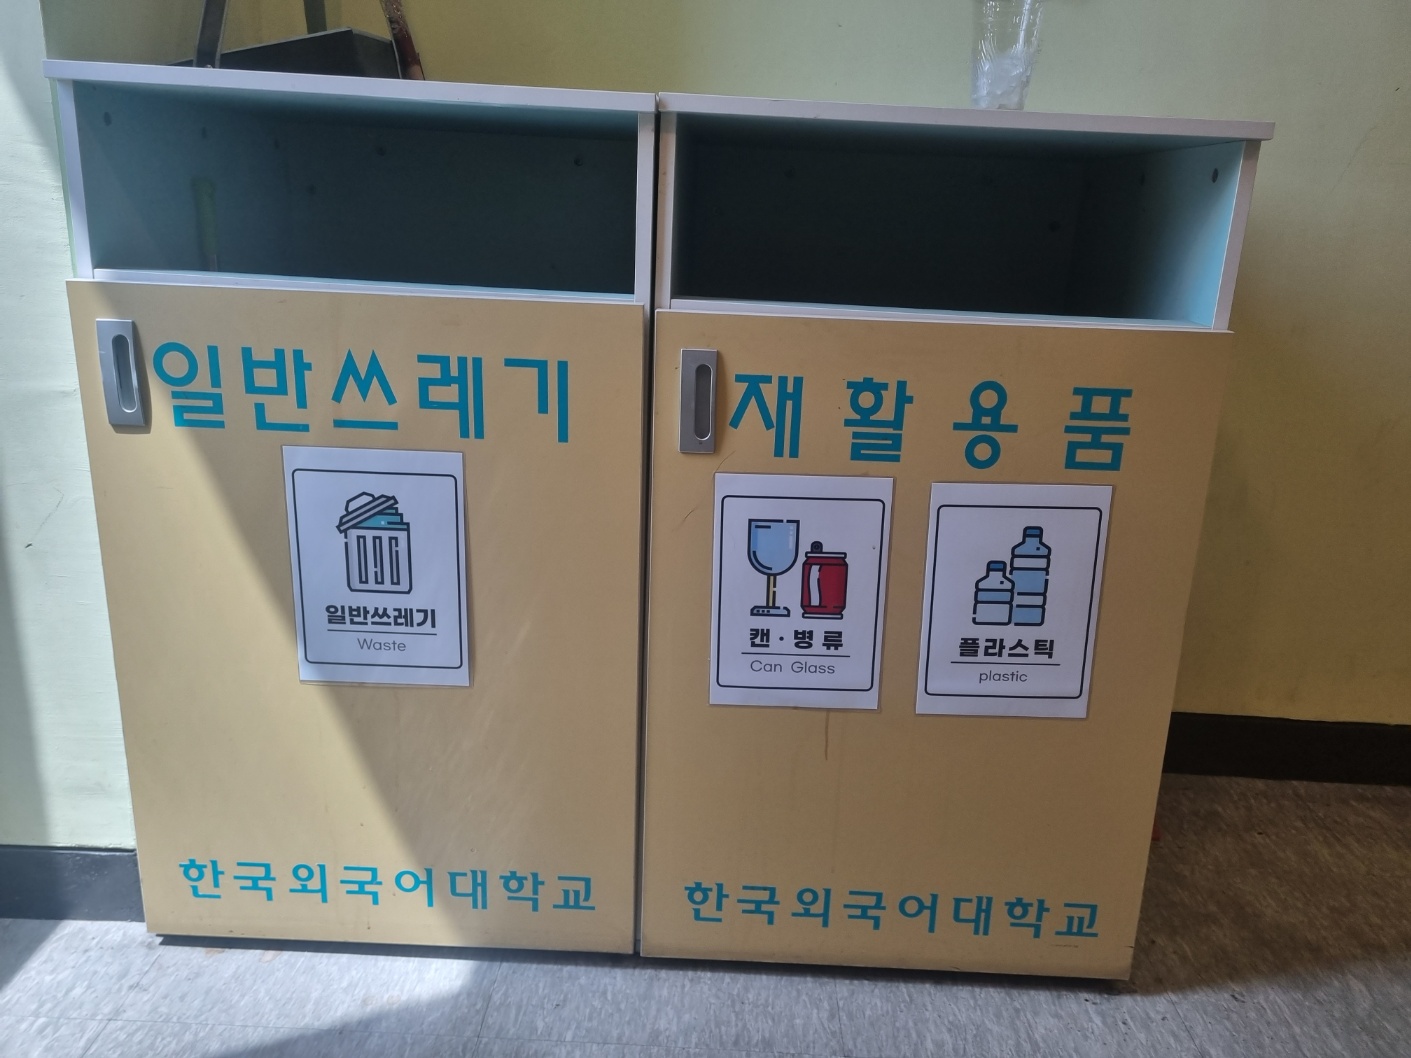 일반쓰레기
일반쓰레기
Waste
한국외국어대학교
재활용품
캔·병류
Can Glass
플라스틱
plastic
한국외국어대학교